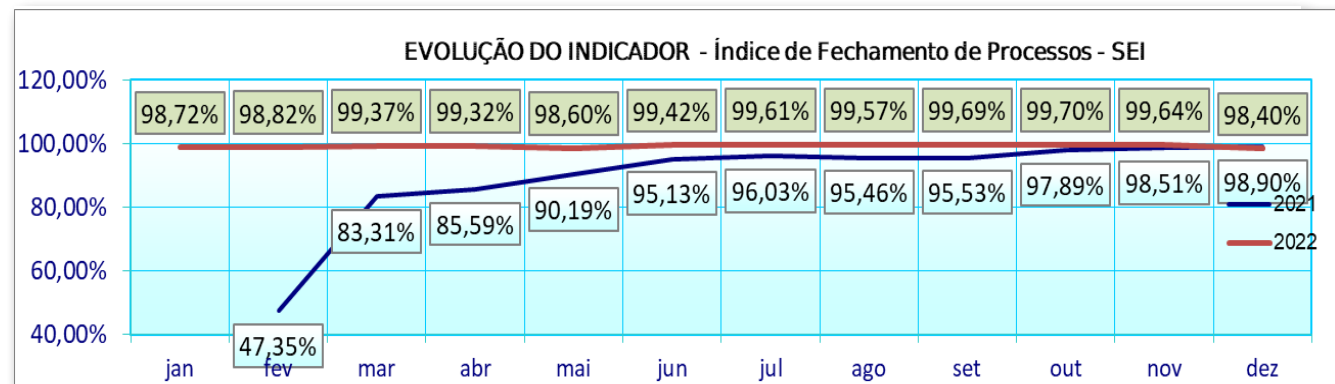 EVOLUÇÃO DO INDICADOR - Índice de Fechamento de Processos - SEI
120,00%
98,72% 98,82% 99,37% 99,32% 98,60% 99,42% 99,61% 99,57% 99,69% 99,70% 99,64% 98,40%
100,00%
95,13% 96,03% 95,46% 95,53% 97,89% 98,51% 98,90%
90,19%
80,00%
83,31% 85,59%
2021
2022
60,00%
40,00%
47,35%
jan fev mar abr mai jun jul ago set out nov dez